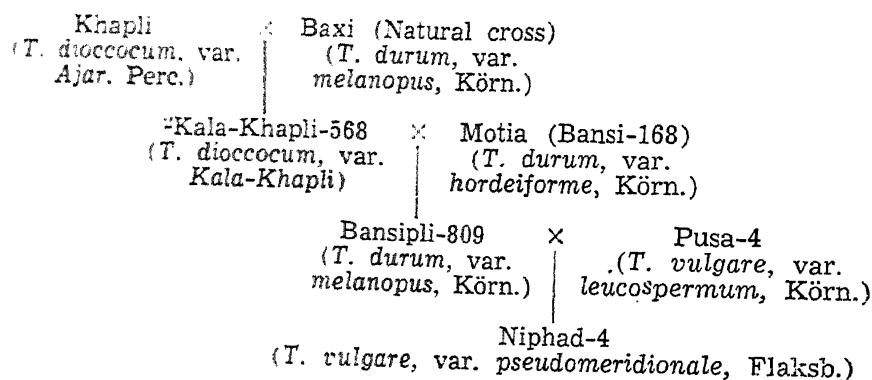 Khapli × Baxi (Natural cross)
(T. dioccocum, var. (T. durum, var.
Ajar. Perc.) melanopus, Körn.)
*Kala-Khapli-568 × Motia (Bansi-168)
(T. dioccocum, var. (T. durum, var.
Kala-Khapli) hordeiforme, Körn.)
Bansipli-809 × Pusa-4
(T. durum, var. (T. vulgare, var.
melanopus, Körn.) leucospermum, Körn.)
Niphad-4
(T. vulgare, var. pseudomeridionale, Flaksb.)